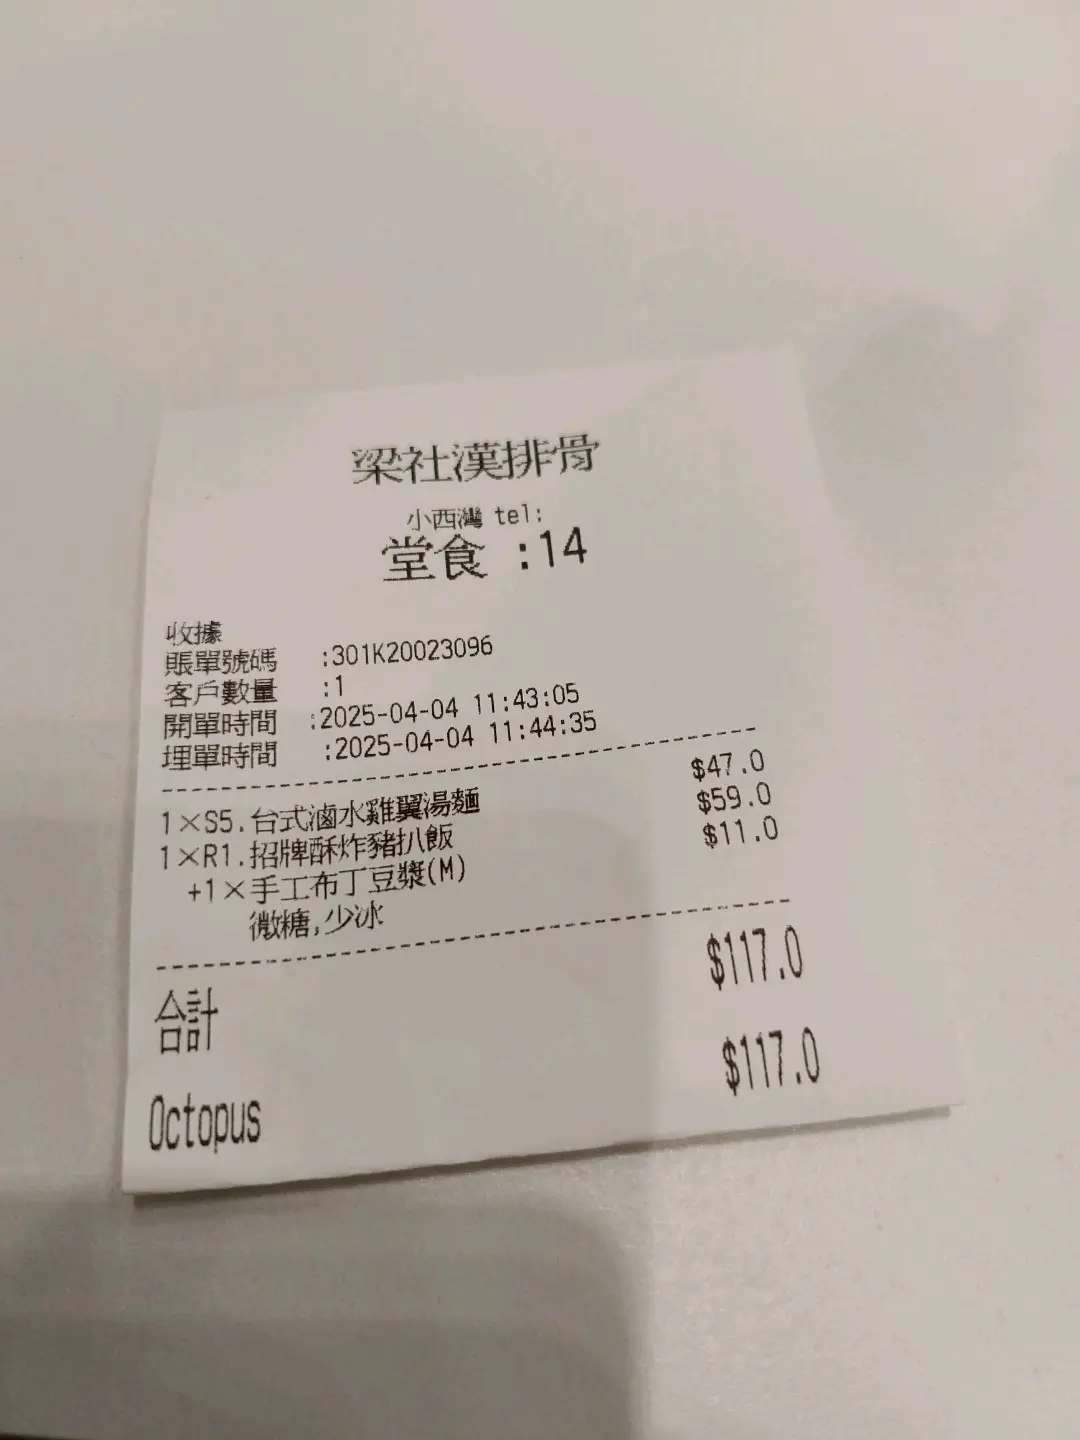 梁社漢排骨
小西灣 tel:
堂食 :14
收據
賬單號碼 :301K20023096
客戶數量 :1
開單時間 :2025-04-04 11:43:05
埋單時間 :2025-04-04 11:44:35
1×S5.台式滷水雞翼湯麵 $47.0
1×R1.招牌酥炸豬扒飯 $59.0
+1×手工布丁豆漿(M) $11.0
微糖,少冰
合計 $117.0
Octopus $117.0